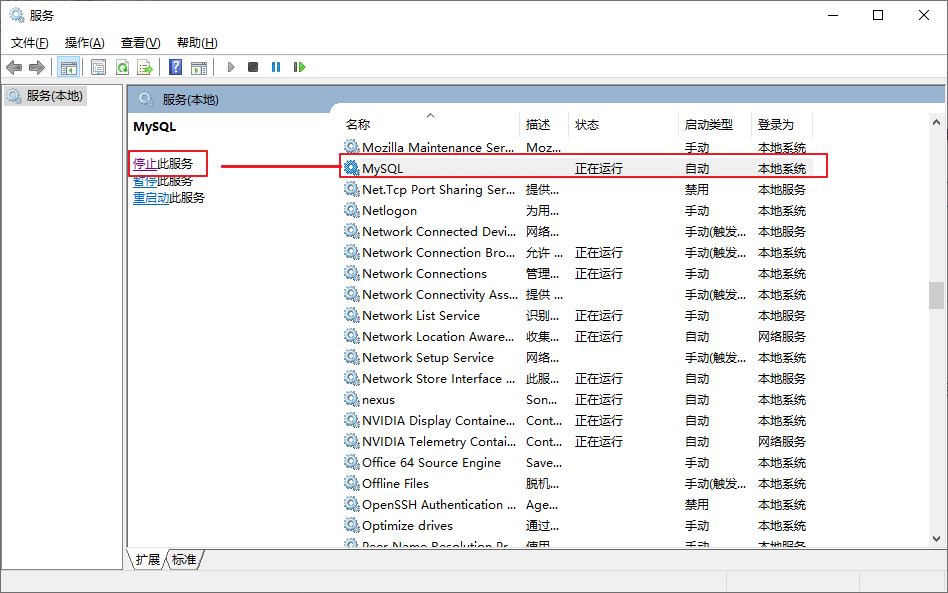 服务
文件(F) 操作(A) 查看(V) 帮助(H)
服务(本地)
服务(本地)
MySQL
停止此服务
暂停此服务
重启动此服务
名称 描述 状态 启动类型 登录为
Mozilla Maintenance Ser... Moz... 手动 本地系统
MySQL 正在运行 自动 本地系统
Net.Tcp Port Sharing Ser... 提供... 禁用 本地服务
Netlogon 为用... 手动 本地系统
Network Connected Devi... 网络... 手动(触发... 本地服务
Network Connection Bro... 允许 ... 正在运行 手动(触发... 本地系统
Network Connections 管理... 正在运行 手动 本地系统
Network Connectivity Ass... 提供 ... 手动(触发... 本地系统
Network List Service 识别... 正在运行 手动 本地服务
Network Location Aware... 收集... 正在运行 自动 网络服务
Network Setup Service 网络... 手动(触发... 本地系统
Network Store Interface ... 此服... 正在运行 自动 本地服务
nexus Son... 正在运行 自动 本地系统
NVIDIA Display Containe... Cont... 正在运行 自动 本地系统
NVIDIA Telemetry Contai... Cont... 正在运行 自动 网络服务
Office 64 Source Engine Save... 手动 本地系统
Offline Files 脱机... 手动(触发... 本地系统
OpenSSH Authentication ... Age... 禁用 本地系统
Optimize drives 通过... 手动 本地系统
Peer Name Resolution Pr... 使用... 手动 本地服务
扩展 标准